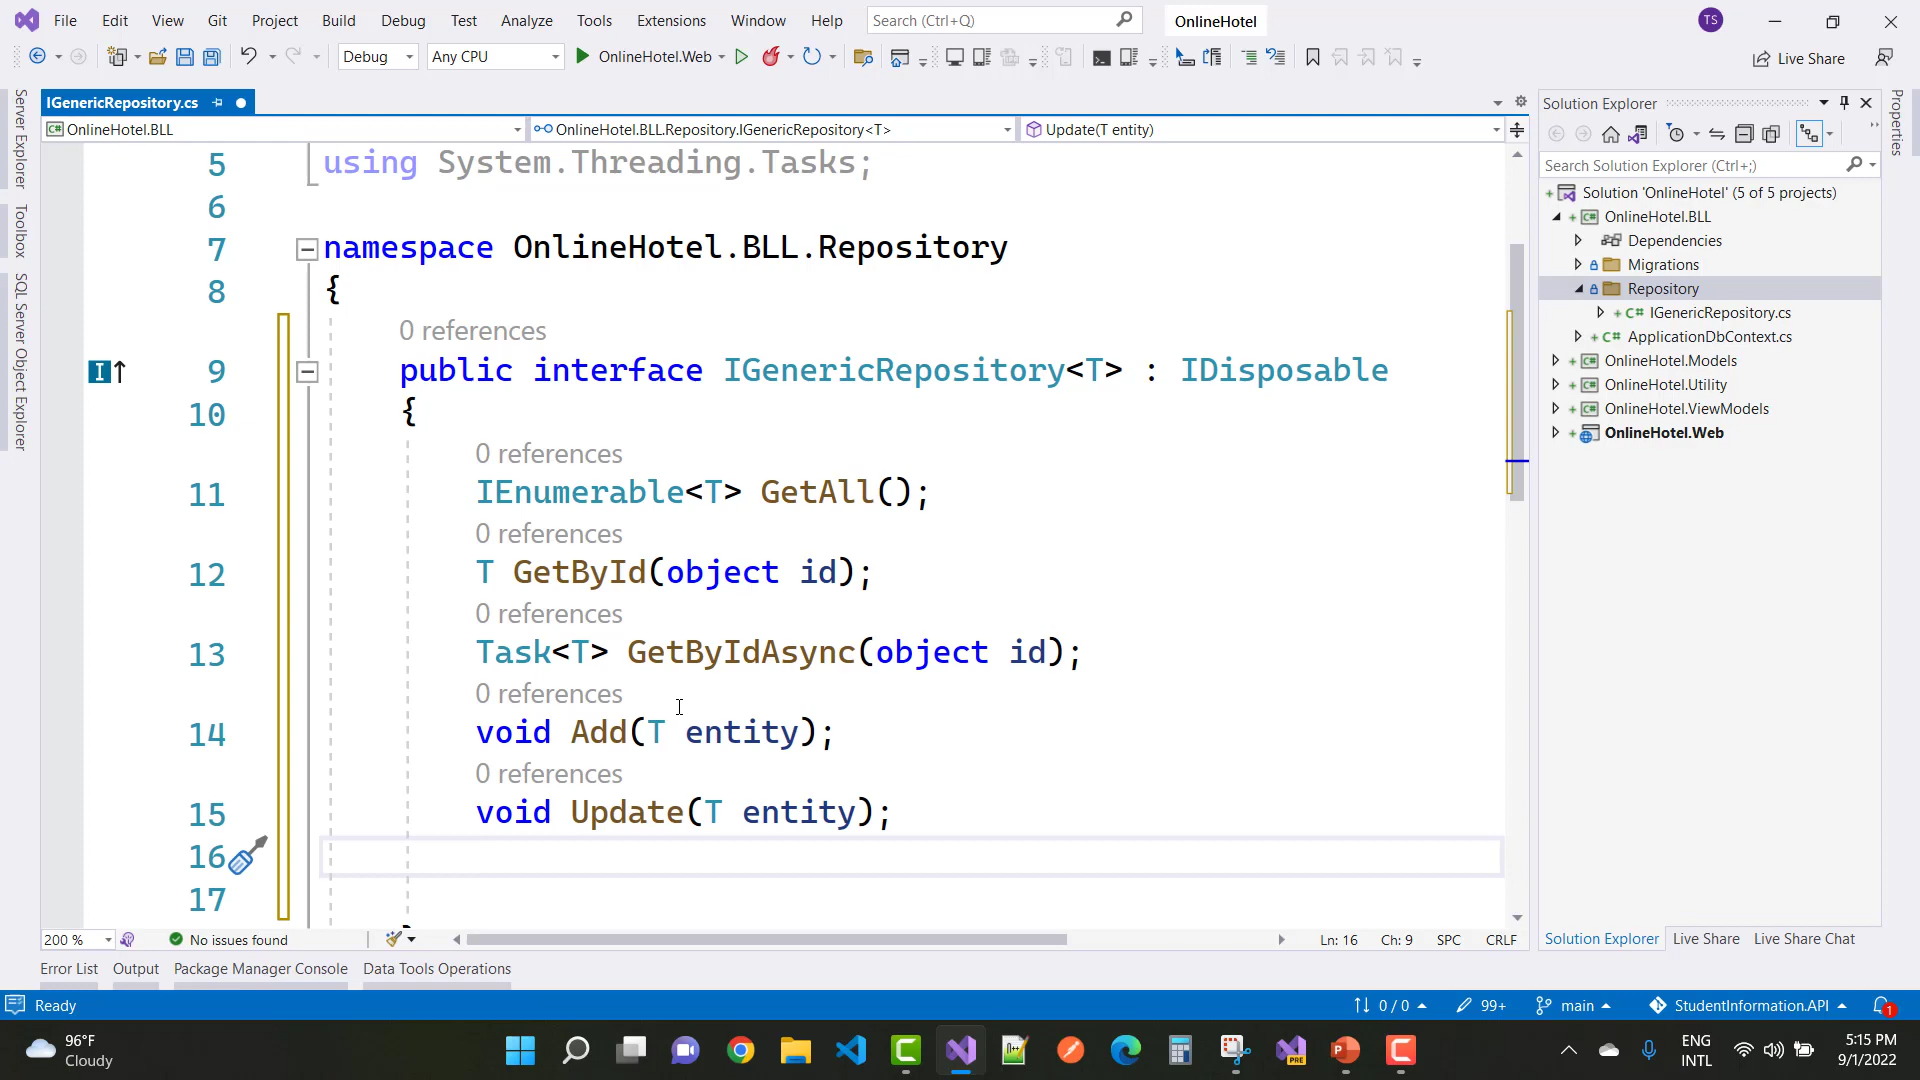 File Edit View Git Project Build Debug Test Analyze Tools Extensions Window Help Search (Ctrl+Q) OnlineHotel TS
Debug Any CPU OnlineHotel.Web Live Share
IGenericRepository.cs
OnlineHotel.BLL OnlineHotel.BLL.Repository.IGenericRepository<T> Update(T entity)
Server Explorer
Toolbox
SQL Server Object Explorer
5 using System.Threading.Tasks;
6
7 namespace OnlineHotel.BLL.Repository
8 {
0 references
9 public interface IGenericRepository<T> : IDisposable
10 {
0 references
11 IEnumerable<T> GetAll();
0 references
12 T GetById(object id);
0 references
13 Task<T> GetByIdAsync(object id);
0 references
14 void Add(T entity);
0 references
15 void Update(T entity);
16
17
200 % No issues found Ln: 16 Ch: 9 SPC CRLF
Solution Explorer
Search Solution Explorer (Ctrl+;)
Solution 'OnlineHotel' (5 of 5 projects)
OnlineHotel.BLL
Dependencies
Migrations
Repository
IGenericRepository.cs
ApplicationDbContext.cs
OnlineHotel.Models
OnlineHotel.Utility
OnlineHotel.ViewModels
OnlineHotel.Web
Solution Explorer Live Share Live Share Chat
Properties
Error List Output Package Manager Console Data Tools Operations
Ready 0 / 0 99+ main StudentInformation.API 1
96°F
Cloudy
PRE
ENG
INTL
5:15 PM
9/1/2022